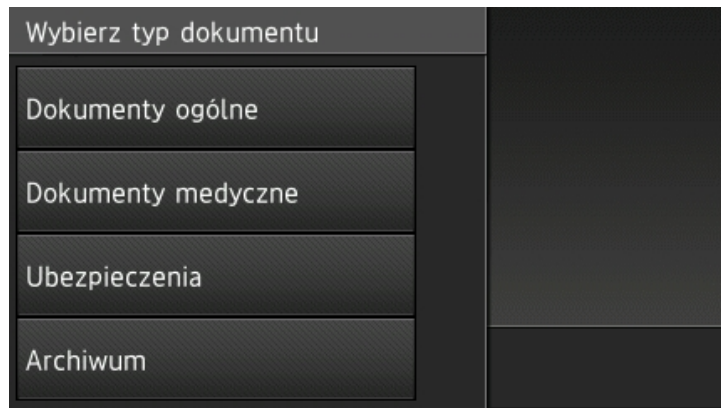 Wybierz typ dokumentu
Dokumenty ogólne
Dokumenty medyczne
Ubezpieczenia
Archiwum